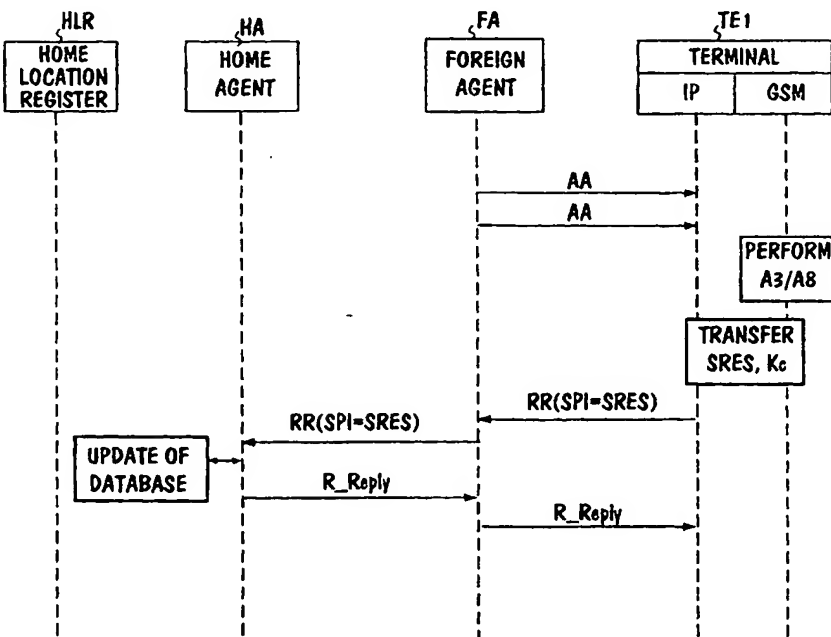 HLR
HOME
LOCATION
REGISTER
HA
HOME
AGENT
FA
FOREIGN
AGENT
TE1
TERMINAL
IP
GSM
AA
AA
PERFORM
A3/A8
TRANSFER
SRES, Kc
RR(SPI=SRES)
RR(SPI=SRES)
UPDATE OF
DATABASE
R_Reply
R_Reply